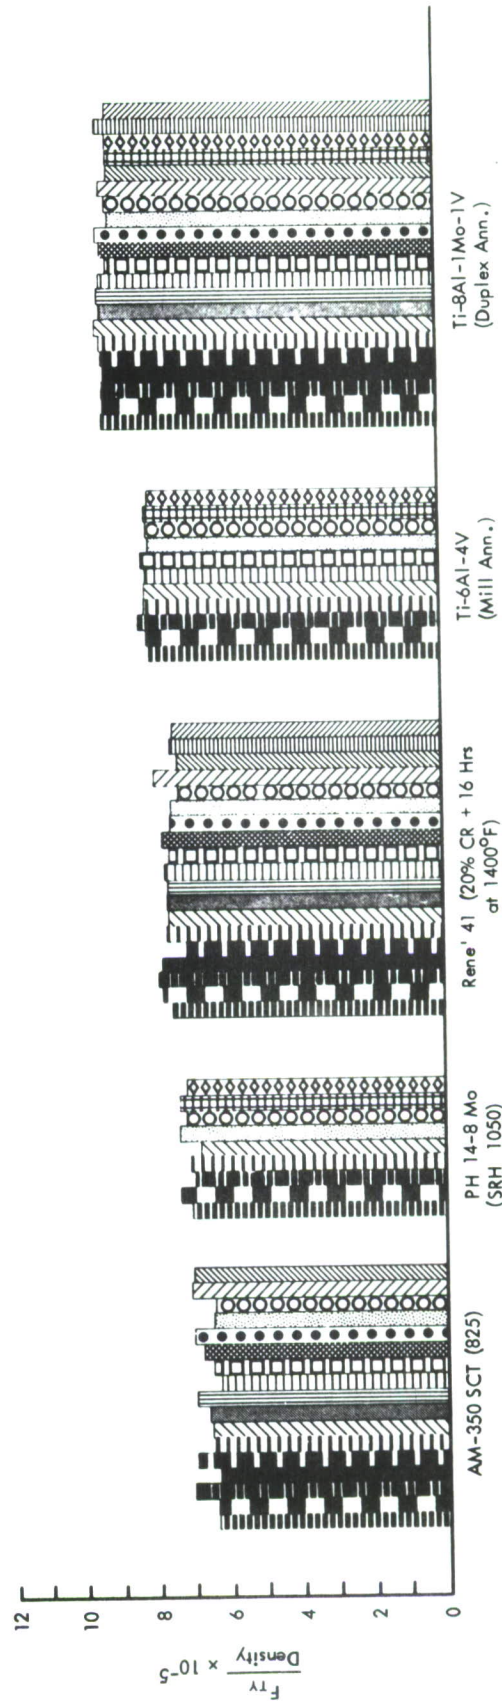 12
10
8
6
4
2
0
F_TY
Density × 10⁻⁵
AM-350 SCT (825)
PH 14-8 Mo
(SRH 1050)
Rene' 41 (20% CR + 16 Hrs
at 1400°F)
Ti-6Al-4V
(Mill Ann.)
Ti-8Al-1Mo-1V
(Duplex Ann.)